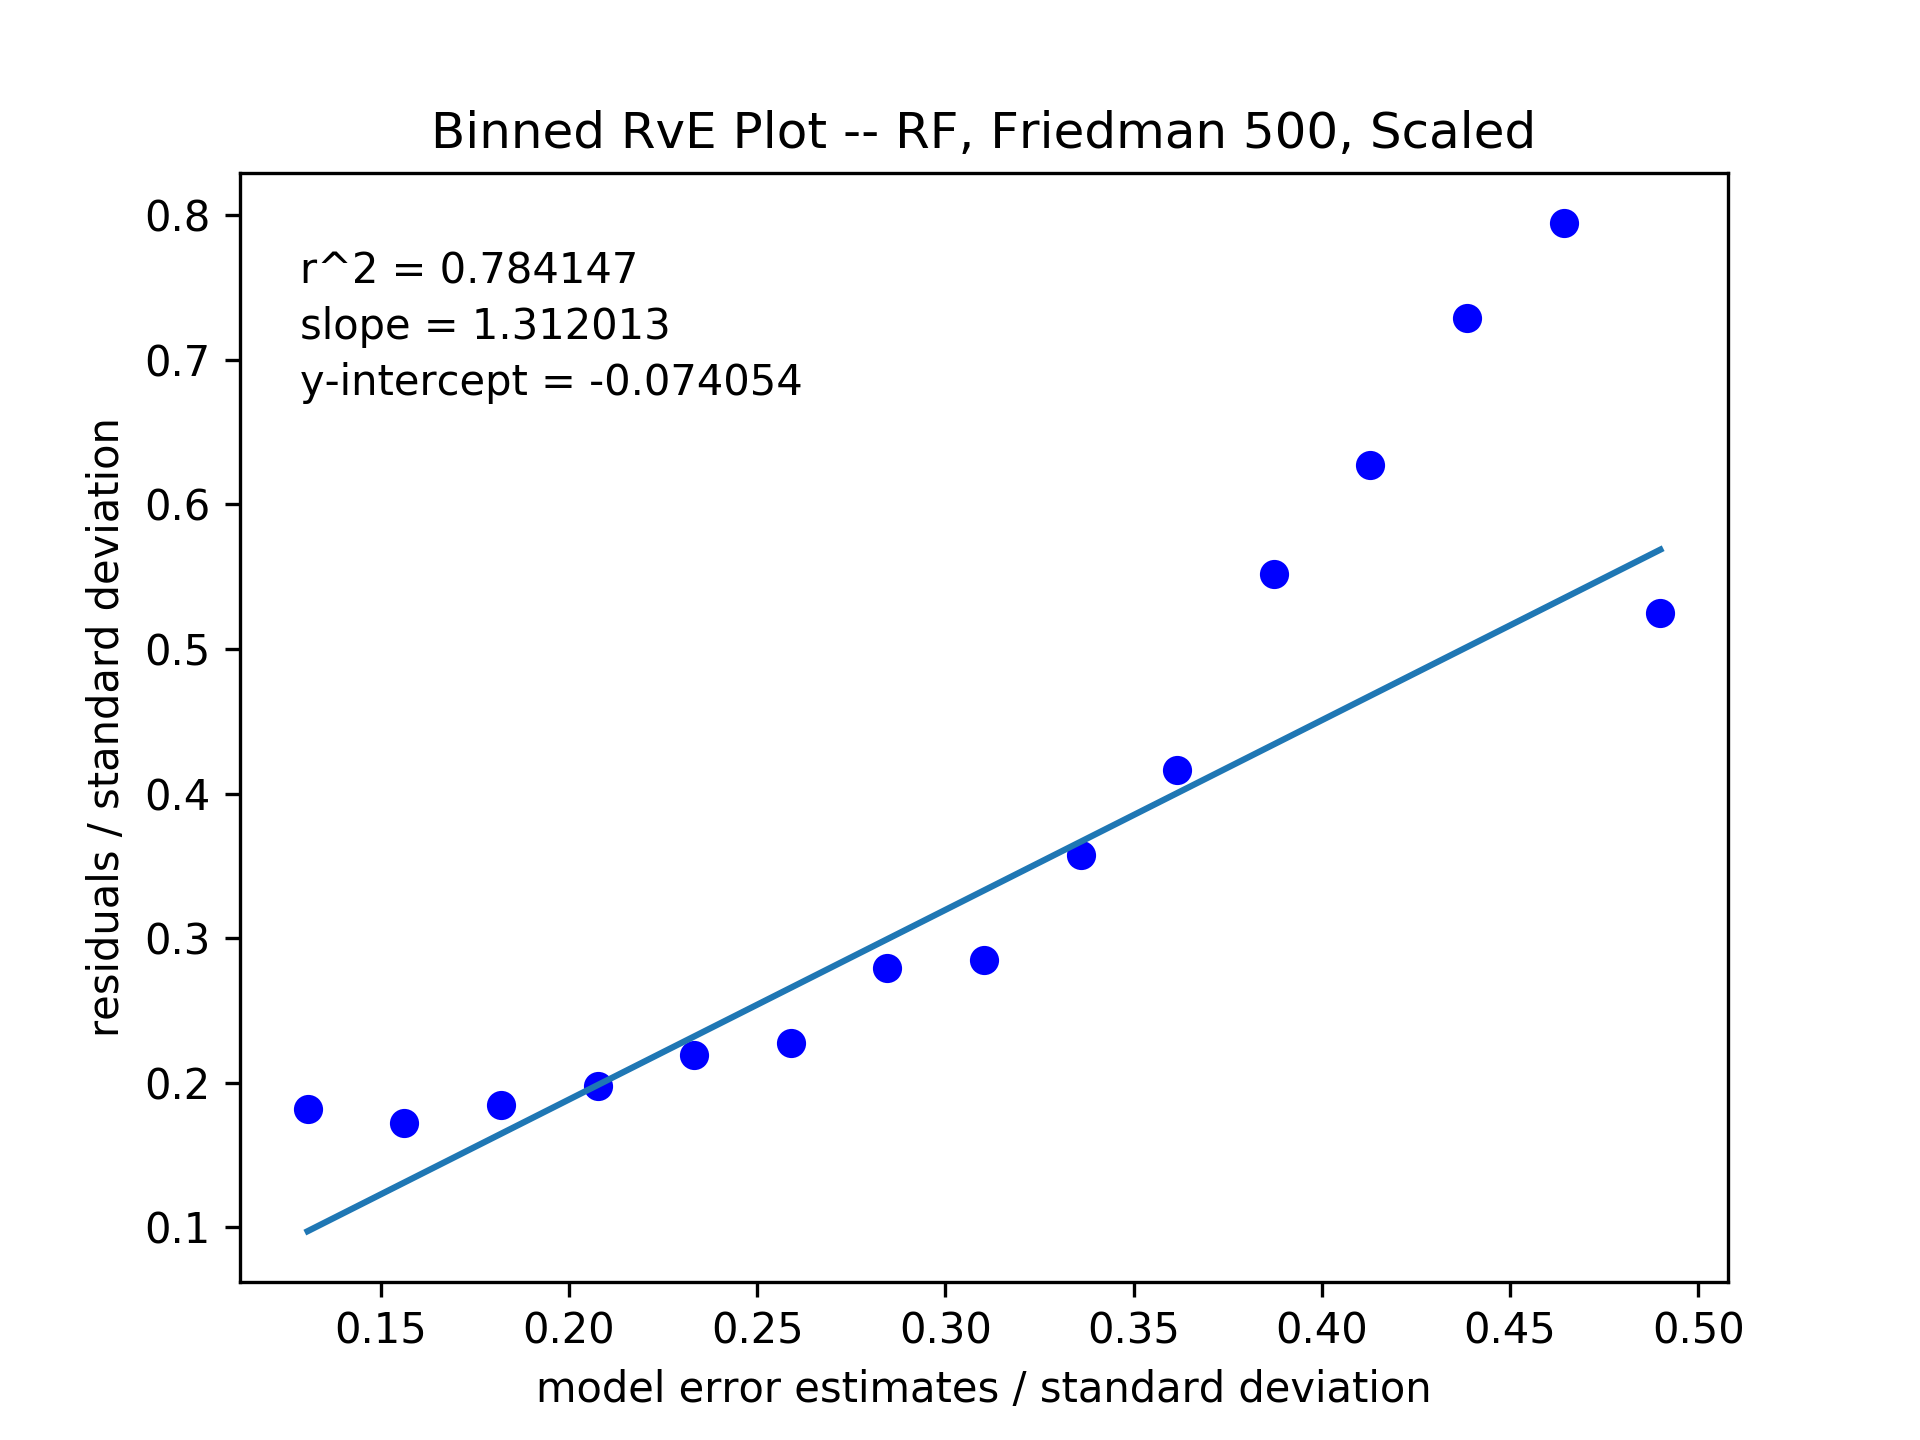 Binned RvE Plot -- RF, Friedman 500, Scaled
r^2 = 0.784147
slope = 1.312013
y-intercept = -0.074054
residuals / standard deviation
0.8
0.7
0.6
0.5
0.4
0.3
0.2
0.1
0.15 0.20 0.25 0.30 0.35 0.40 0.45 0.50
model error estimates / standard deviation